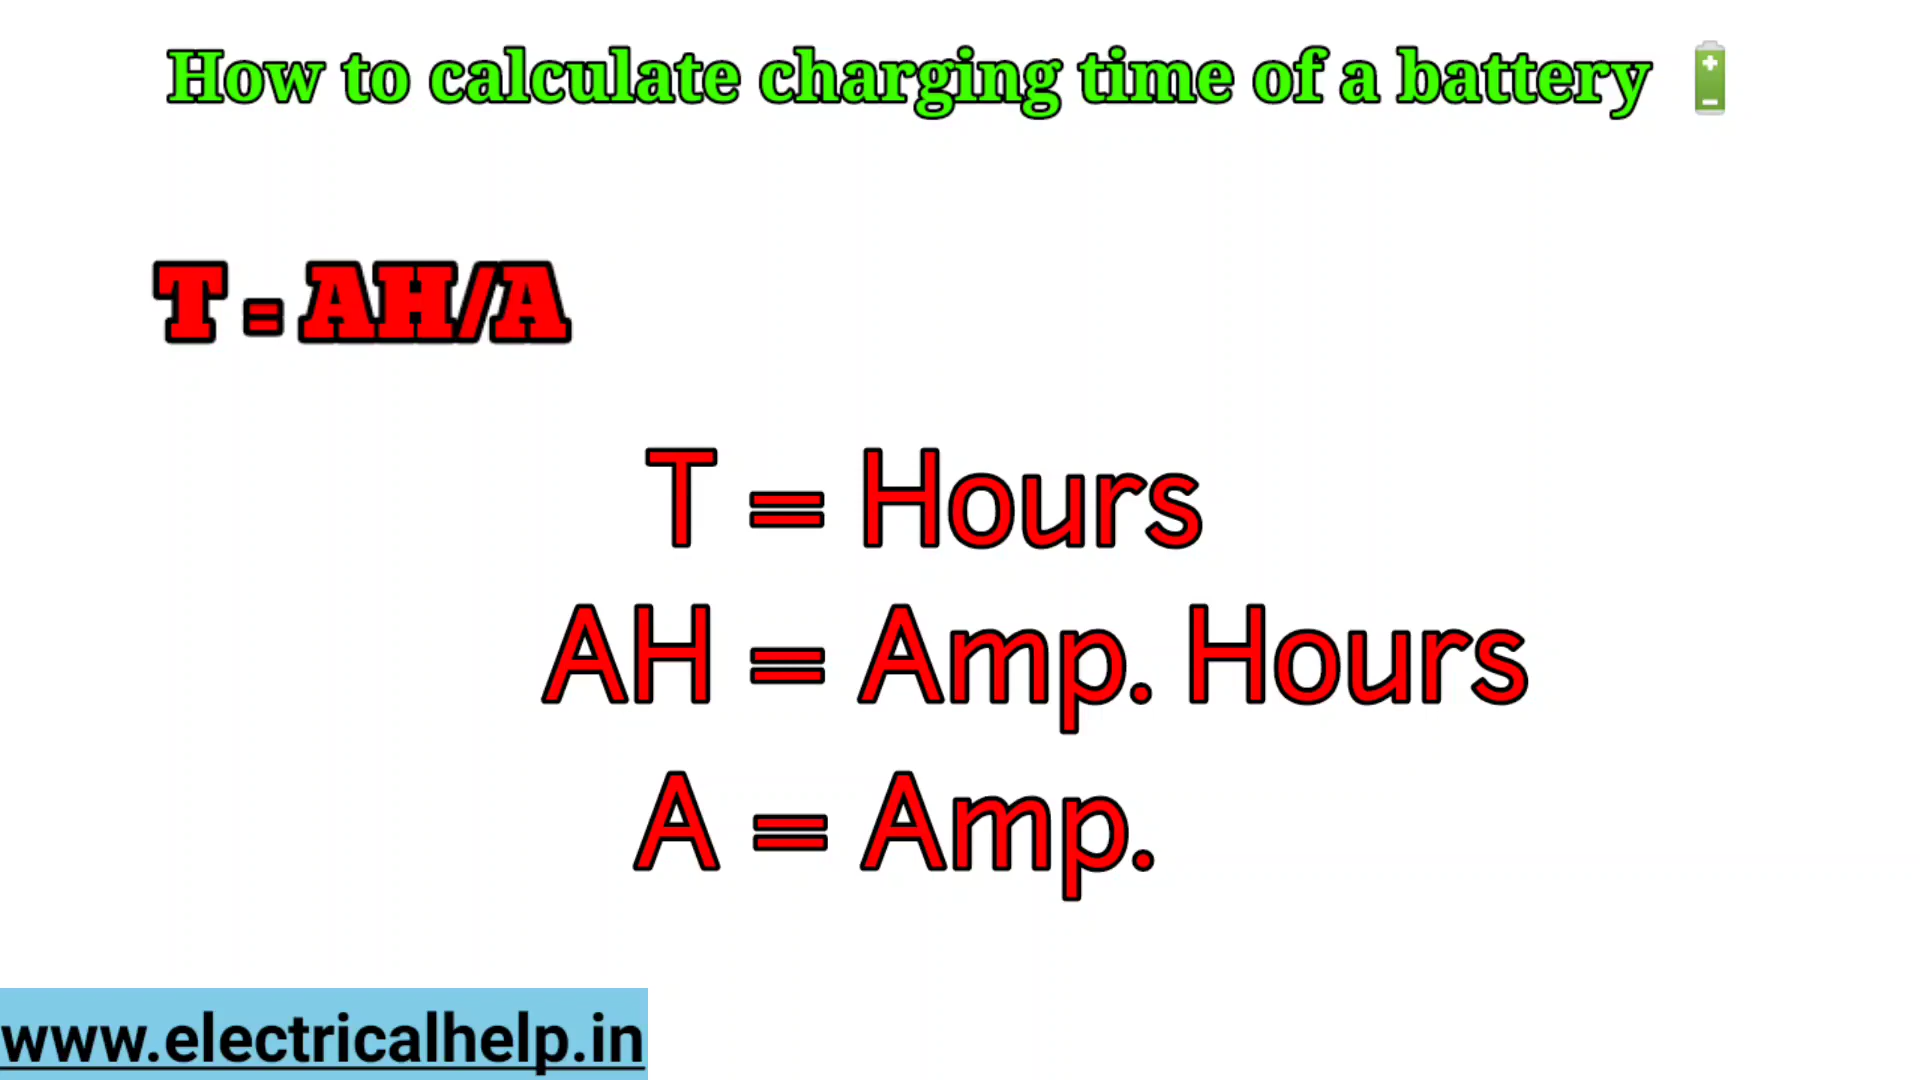 How to calculate charging time of a battery 🔋
T = AH/A
T = Hours
AH = Amp. Hours
A = Amp.
www.electricalhelp.in